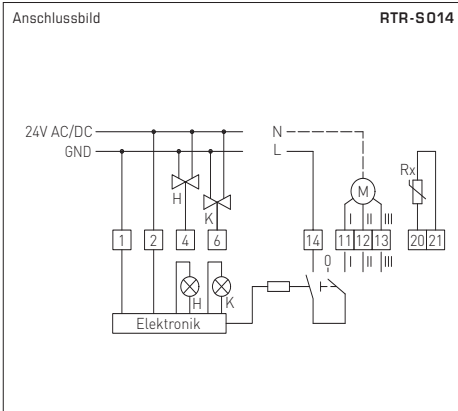 Anschlussbild RTR-S014
24V AC/DC N
GND L
Rx
H M
K I II III
1 2 4 6 14 11 12 13 20 21
0 I II III
H K
Elektronik